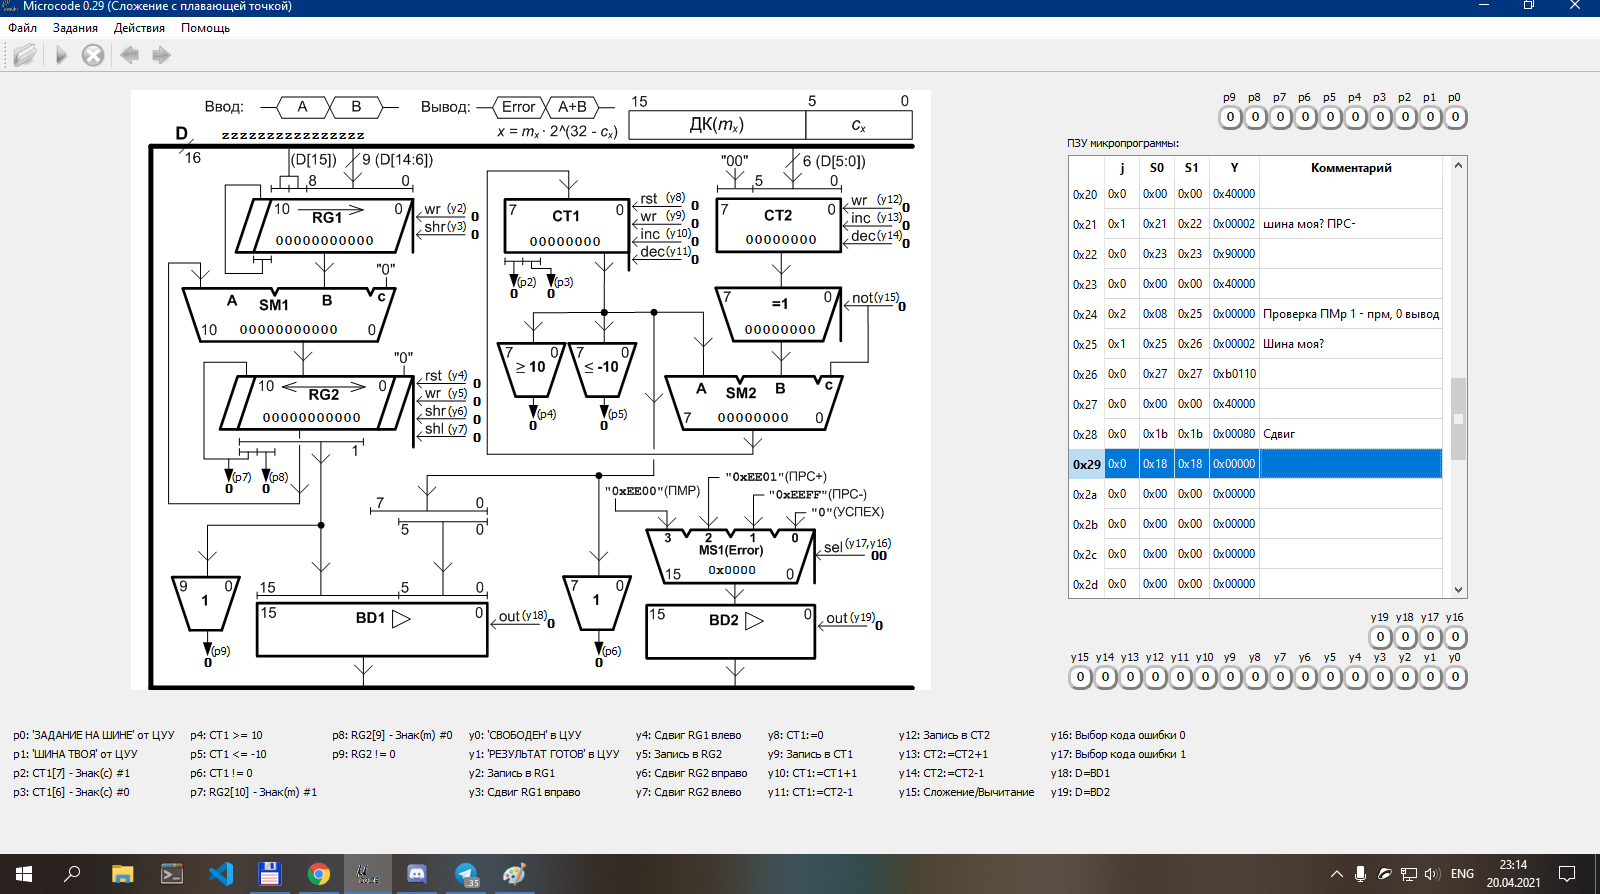 Microcode 0.29 (Сложение с плавающей точкой)
Файл Задания Действия Помощь
Ввод: A B Вывод: Error A+B 15 5 0
x = mx · 2^(32 - cx) ДК(mx) cx
D zzzzzzzzzzzzzzzz
16 (D[15]) 9 (D[14:6]) "00" 6 (D[5:0])
8 0 5 0
10 RG1 0 00000000000 wr (y2) 0 shr(y3) 0
7 CT1 0 00000000 rst (y8) 0 wr (y9) 0 inc (y10) 0 dec(y11) 0
CT2 00000000 wr (y12) 0 inc (y13) 0 dec(y14) 0
(p2) 0 (p3) 0
"0"
A SM1 B c 10 00000000000 0
7 =1 0 00000000 not(y15) 0
"0"
7 0 ≥ 10 (p4) 0
7 0 ≤ -10 (p5) 0
A SM2 B c 7 00000000 0
10 RG2 0 00000000000 rst (y4) 0 wr (y5) 0 shr (y6) 0 shl (y7) 0
1
(p7) 0 (p8) 0
"0xEE00"(ПМР) "0xEE01"(ПРС+) "0xEEFF"(ПРС-) "0"(УСПЕХ)
7 0
5 0
3 2 1 0 MS1(Error) 15 0x0000 0 sel(y17,y16) 00
9 0 1 (p9) 0
15 5 0
15 BD1 0 out(y18) 0
7 0 1 (p6) 0
15 BD2 0 out(y19) 0
p9 p8 p7 p6 p5 p4 p3 p2 p1 p0
0 0 0 0 0 0 0 0 0 0
ПЗУ микропрограммы:
j S0 S1 Y Комментарий
0x20 0x0 0x00 0x00 0x40000
0x21 0x1 0x21 0x22 0x00002 шина моя? ПРС-
0x22 0x0 0x23 0x23 0x90000
0x23 0x0 0x00 0x00 0x40000
0x24 0x2 0x08 0x25 0x00000 Проверка ПМр 1 - прм, 0 вывод
0x25 0x1 0x25 0x26 0x00002 Шина моя?
0x26 0x0 0x27 0x27 0xb0110
0x27 0x0 0x00 0x00 0x40000
0x28 0x0 0x1b 0x1b 0x00080 Сдвиг
0x29 0x0 0x18 0x18 0x00000
0x2a 0x0 0x00 0x00 0x00000
0x2b 0x0 0x00 0x00 0x00000
0x2c 0x0 0x00 0x00 0x00000
0x2d 0x0 0x00 0x00 0x00000
y19 y18 y17 y16
0 0 0 0
y15 y14 y13 y12 y11 y10 y9 y8 y7 y6 y5 y4 y3 y2 y1 y0
0 0 0 0 0 0 0 0 0 0 0 0 0 0 0 0
p0: 'ЗАДАНИЕ НА ШИНЕ' от ЦУУ p4: CT1 >= 10 p8: RG2[9] - Знак(m) #0 y0: 'СВОБОДЕН' в ЦУУ y4: Сдвиг RG1 влево y8: CT1:=0 y12: Запись в CT2 y16: Выбор кода ошибки 0
p1: 'ШИНА ТВОЯ' от ЦУУ p5: CT1 <= -10 p9: RG2 != 0 y1: 'РЕЗУЛЬТАТ ГОТОВ' в ЦУУ y5: Запись в RG2 y9: Запись в CT1 y13: CT2:=CT2+1 y17: Выбор кода ошибки 1
p2: CT1[7] - Знак(с) #1 p6: CT1 != 0 y2: Запись в RG1 y6: Сдвиг RG2 вправо y10: CT1:=CT1+1 y14: CT2:=CT2-1 y18: D=BD1
p3: CT1[6] - Знак(с) #0 p7: RG2[10] - Знак(m) #1 y3: Сдвиг RG1 вправо y7: Сдвиг RG2 влево y11: CT1:=CT2-1 y15: Сложение/Вычитание y19: D=BD2
35 ENG 23:14
20.04.2021